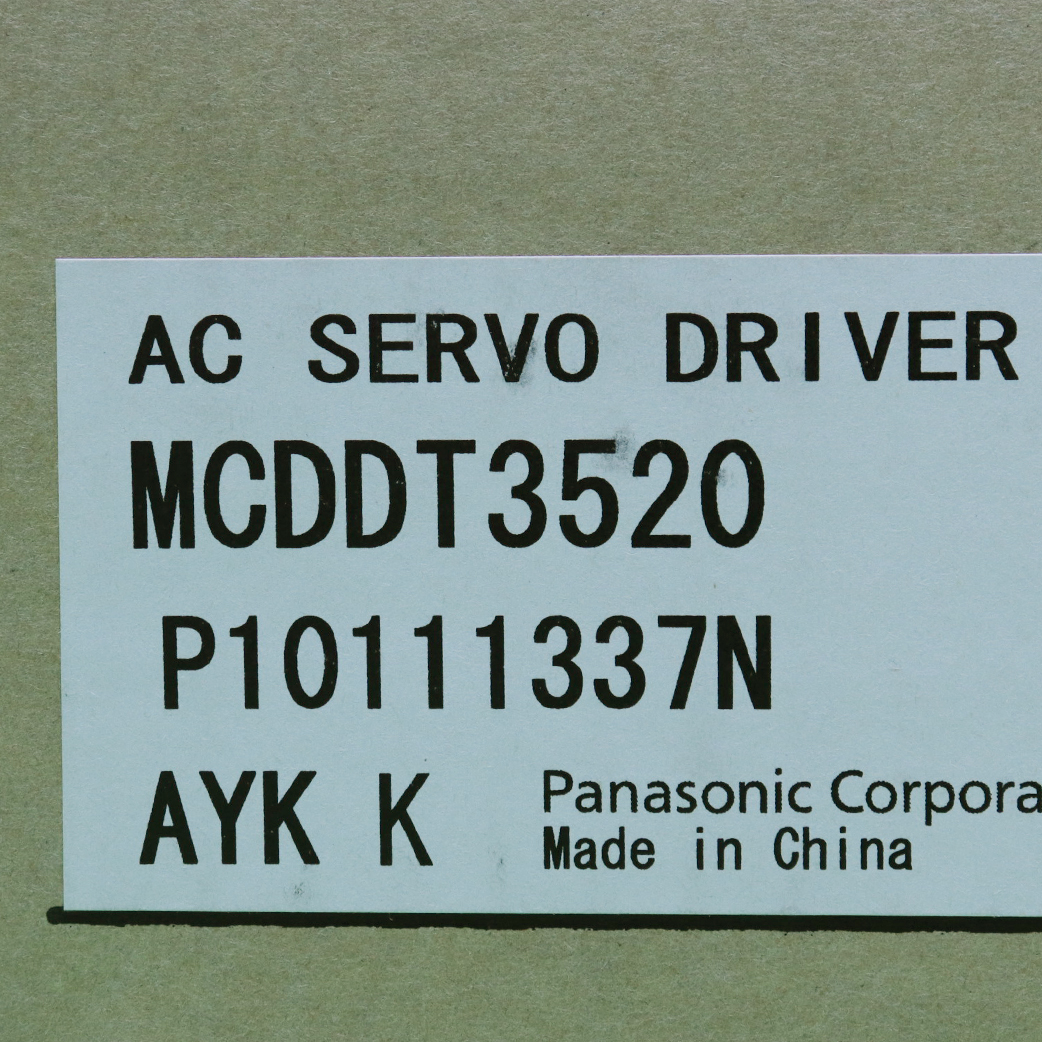 AC SERVO DRIVER
MCDDT3520
P10111337N
AYK K
Panasonic Corpora
Made in China